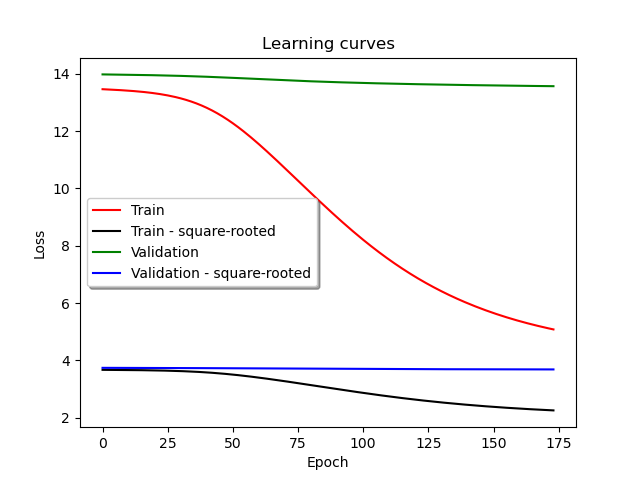 Learning curves
14
12
10
8
6
4
2
Loss
Train
Train - square-rooted
Validation
Validation - square-rooted
0 25 50 75 100 125 150 175
Epoch